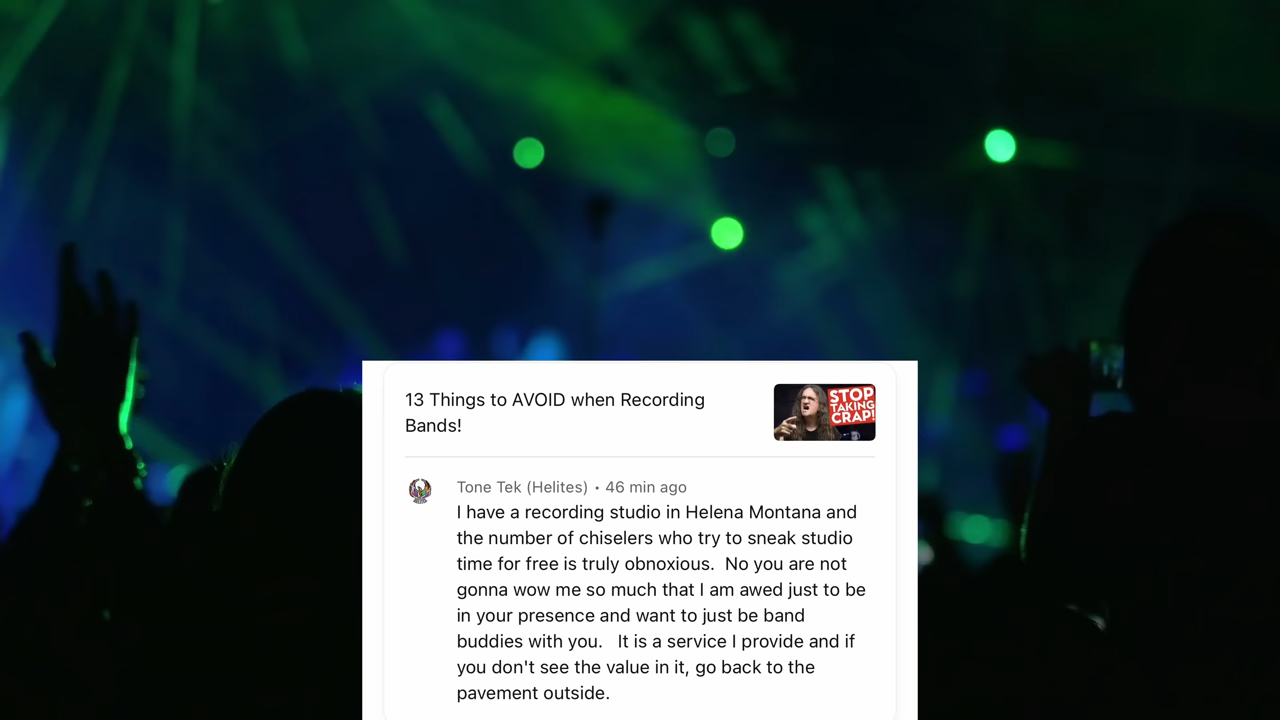 13 Things to AVOID when Recording
Bands!
STOP
TAKING
CRAP!
Tone Tek (Helites) • 46 min ago
I have a recording studio in Helena Montana and
the number of chiselers who try to sneak studio
time for free is truly obnoxious.  No you are not
gonna wow me so much that I am awed just to be
in your presence and want to just be band
buddies with you.   It is a service I provide and if
you don't see the value in it, go back to the
pavement outside.